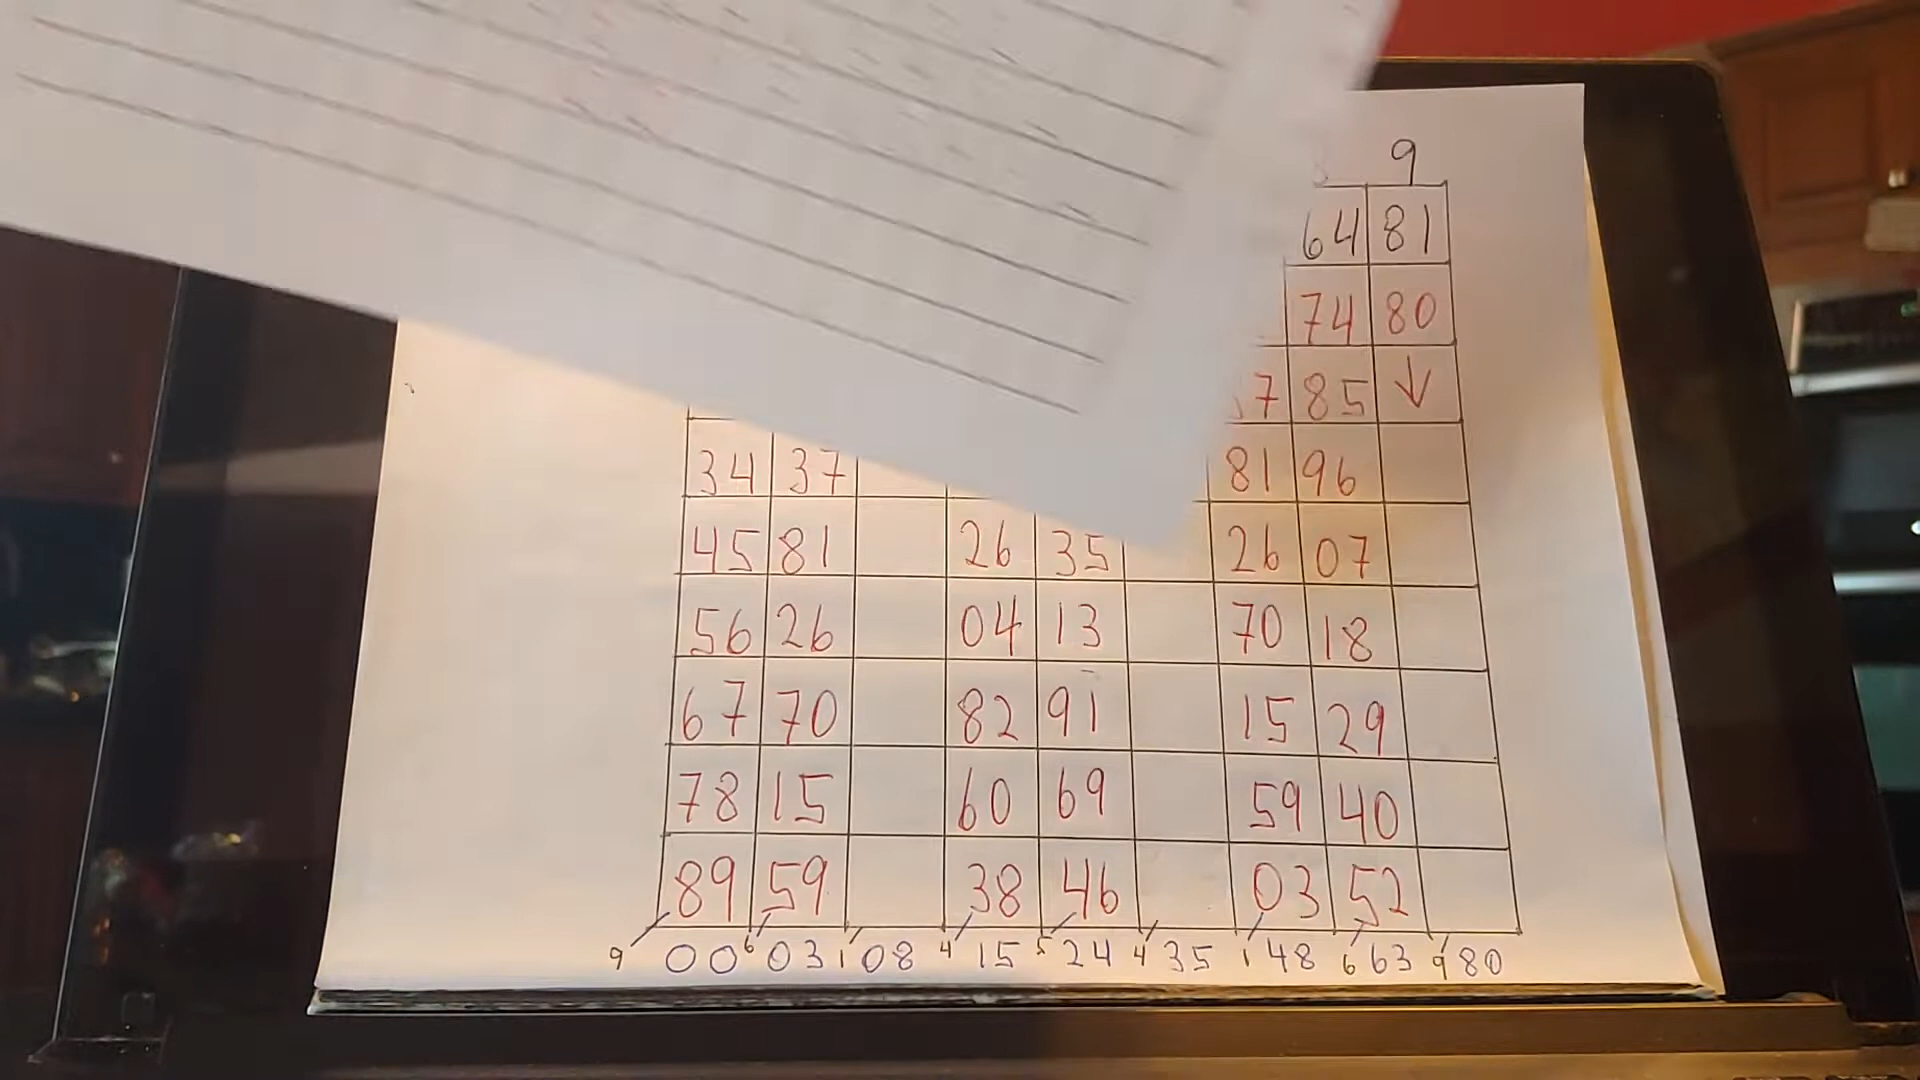 9
64 81
74 80
7 85 ↓
34 37 81 96
45 81 26 35 26 07
56 26 04 13 70 18
67 70 82 91 15 29
78 15 60 69 59 40
89 59 38 46 03 52
9/00 6/03 1/08 4/15 5/24 4/35 1/48 6/63 9/80